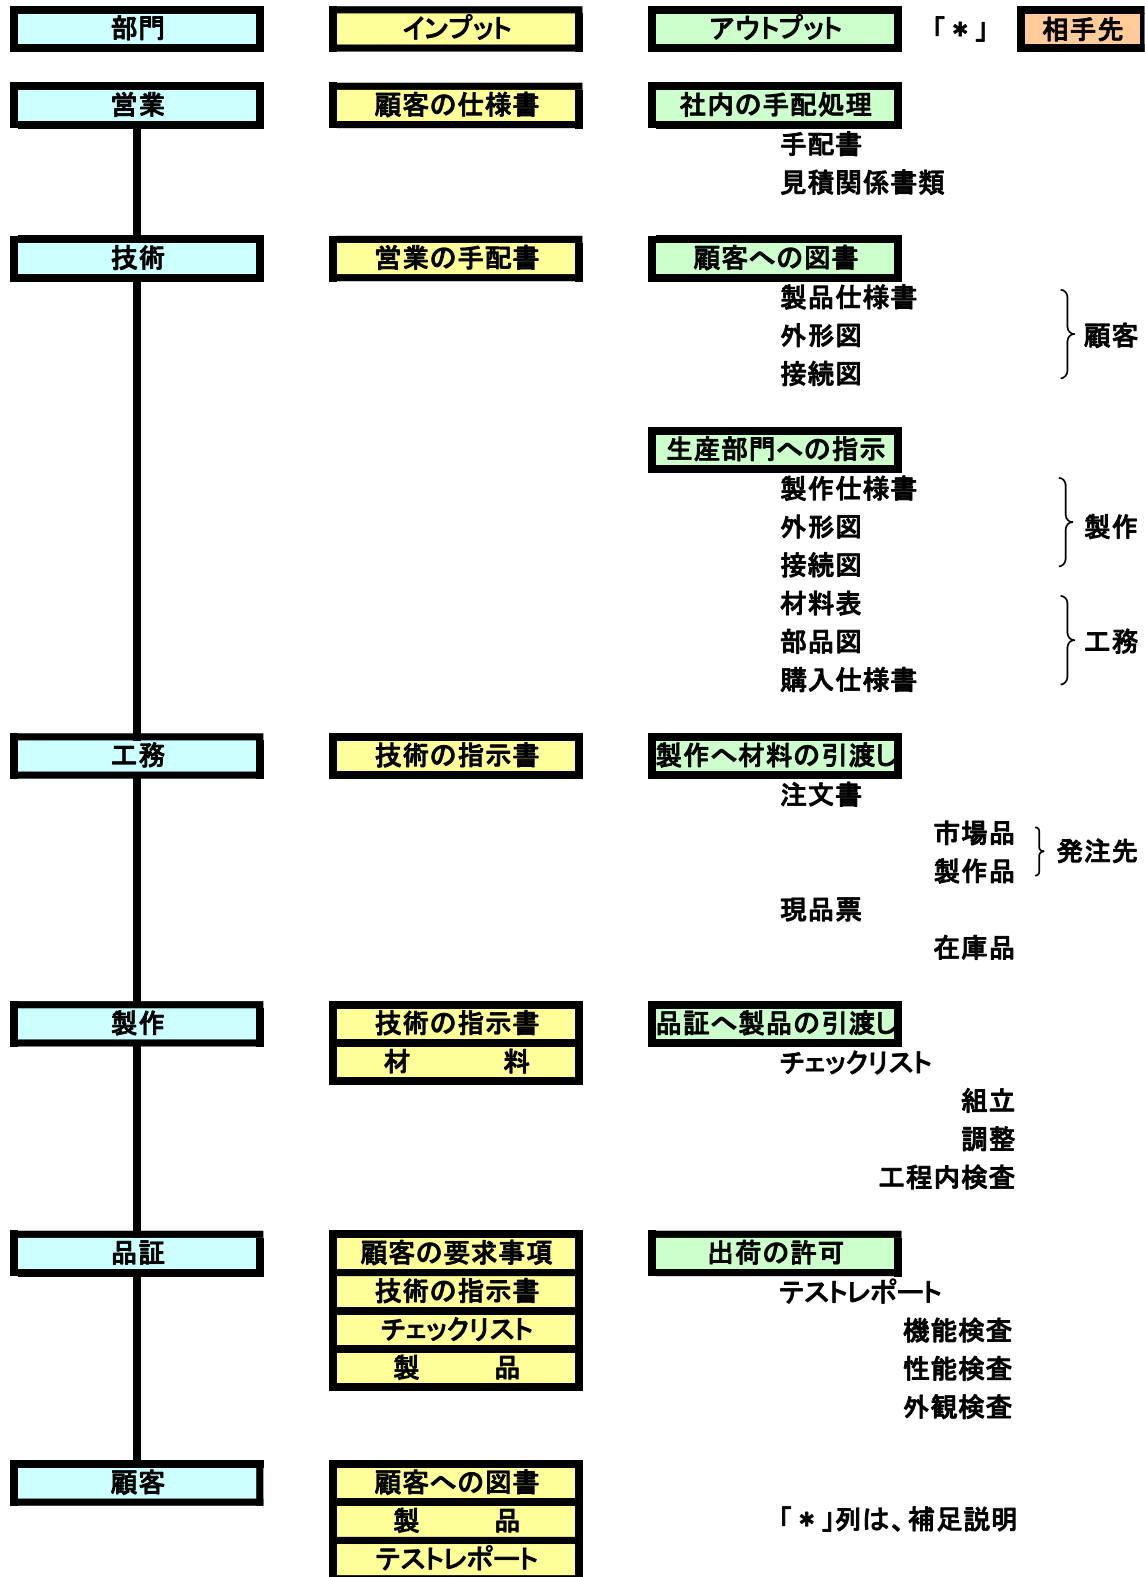 部門 インプット アウトプット 「＊」 相手先
営業 顧客の仕様書 社内の手配処理
手配書
見積関係書類
技術 営業の手配書 顧客への図書
製品仕様書
外形図 顧客
接続図
生産部門への指示
製作仕様書
外形図 製作
接続図
材料表
部品図 工務
購入仕様書
工務 技術の指示書 製作へ材料の引渡し
注文書
市場品
発注先
製作品
現品票
在庫品
製作 技術の指示書 品証へ製品の引渡し
材 料 チェックリスト
組立
調整
工程内検査
品証 顧客の要求事項 出荷の許可
技術の指示書 テストレポート
チェックリスト 機能検査
製 品 性能検査
外観検査
顧客 顧客への図書
製 品 「＊」列は、補足説明
テストレポート